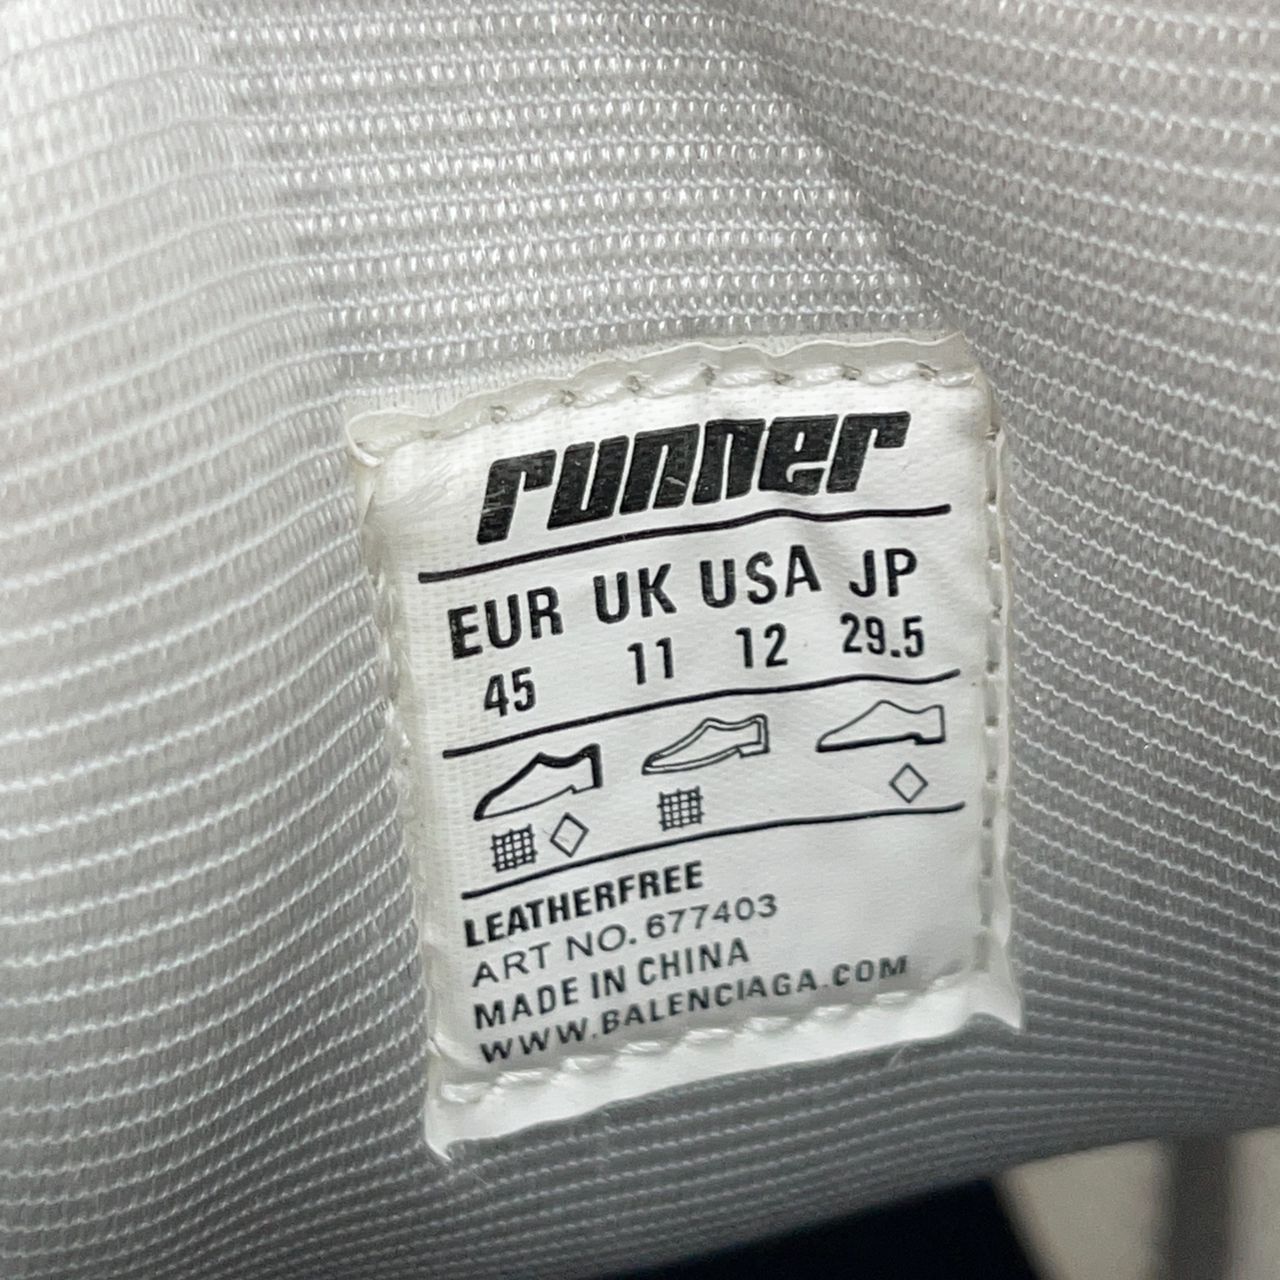 runner
EUR UK USA JP
45 11 12 29.5
LEATHERFREE
ART NO. 677403
MADE IN CHINA
WWW.BALENCIAGA.COM